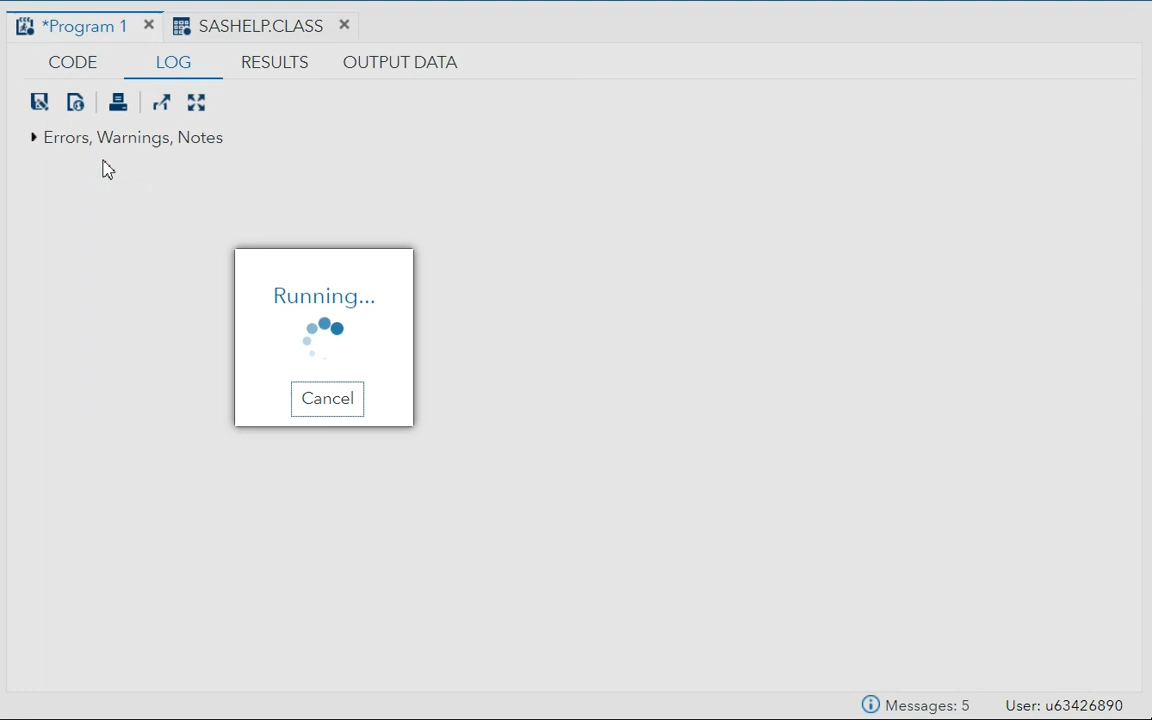 *Program 1 SASHELP.CLASS
CODE LOG RESULTS OUTPUT DATA
Errors, Warnings, Notes
Running...
Cancel
Messages: 5 User: u63426890